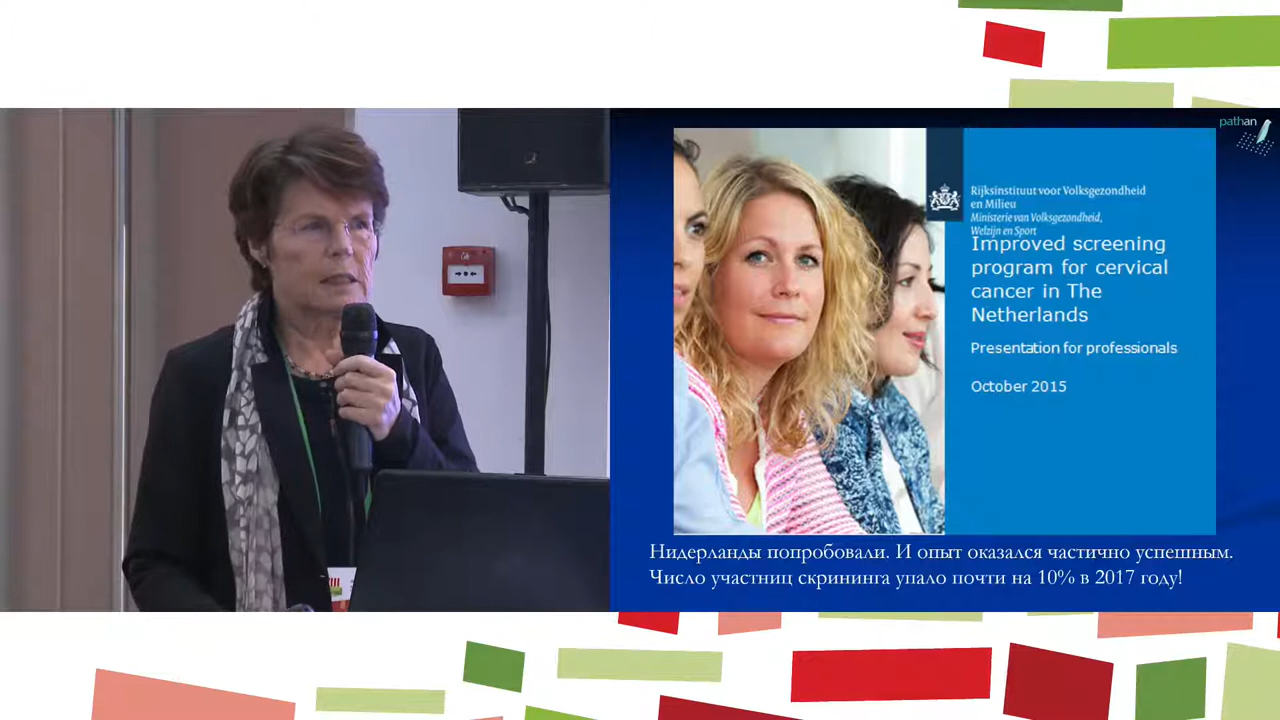 pathan
Rijksinstituut voor Volksgezondheid
en Milieu
Ministerie van Volksgezondheid,
Welzijn en Sport
Improved screening
program for cervical
cancer in The
Netherlands
Presentation for professionals
October 2015
Нидерланды попробовали. И опыт оказался частично успешным.
Число участниц скрининга упало почти на 10% в 2017 году!